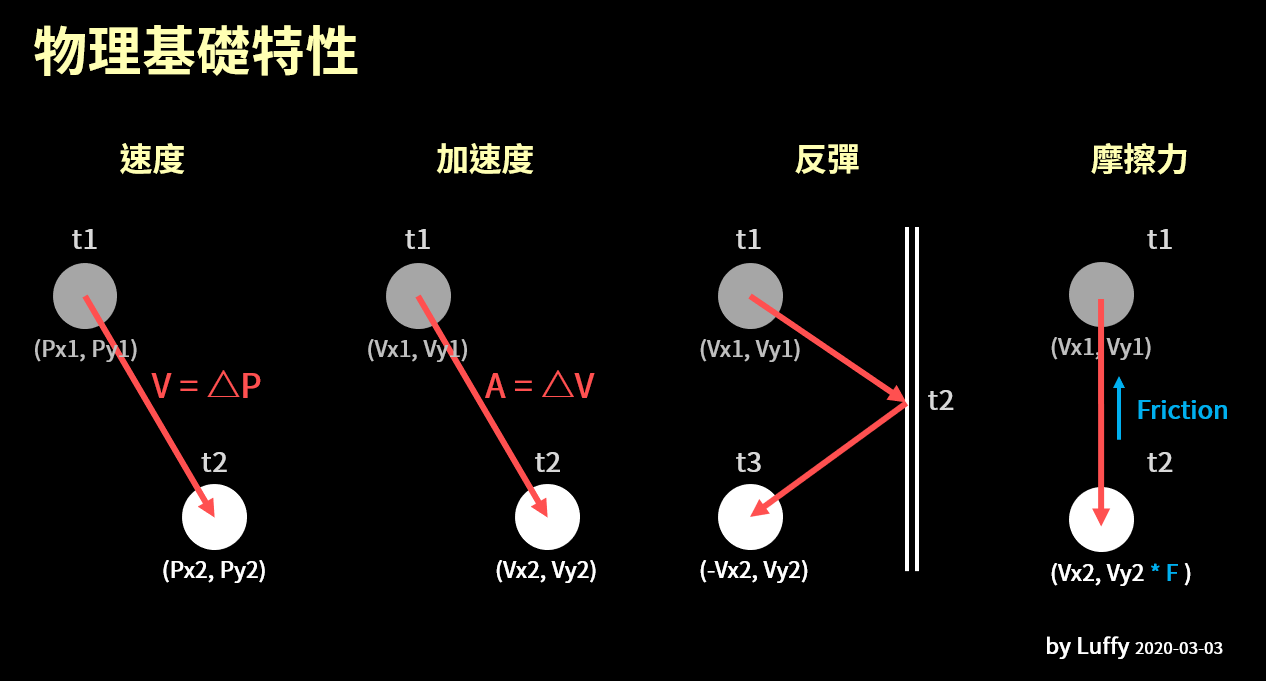 物理基礎特性
速度
t1
(Px1, Py1)
V = △P
t2
(Px2, Py2)
加速度
t1
(Vx1, Vy1)
A = △V
t2
(Vx2, Vy2)
反彈
t1
(Vx1, Vy1)
t2
t3
(-Vx2, Vy2)
摩擦力
t1
(Vx1, Vy1)
Friction
t2
(Vx2, Vy2 * F )
by Luffy 2020-03-03